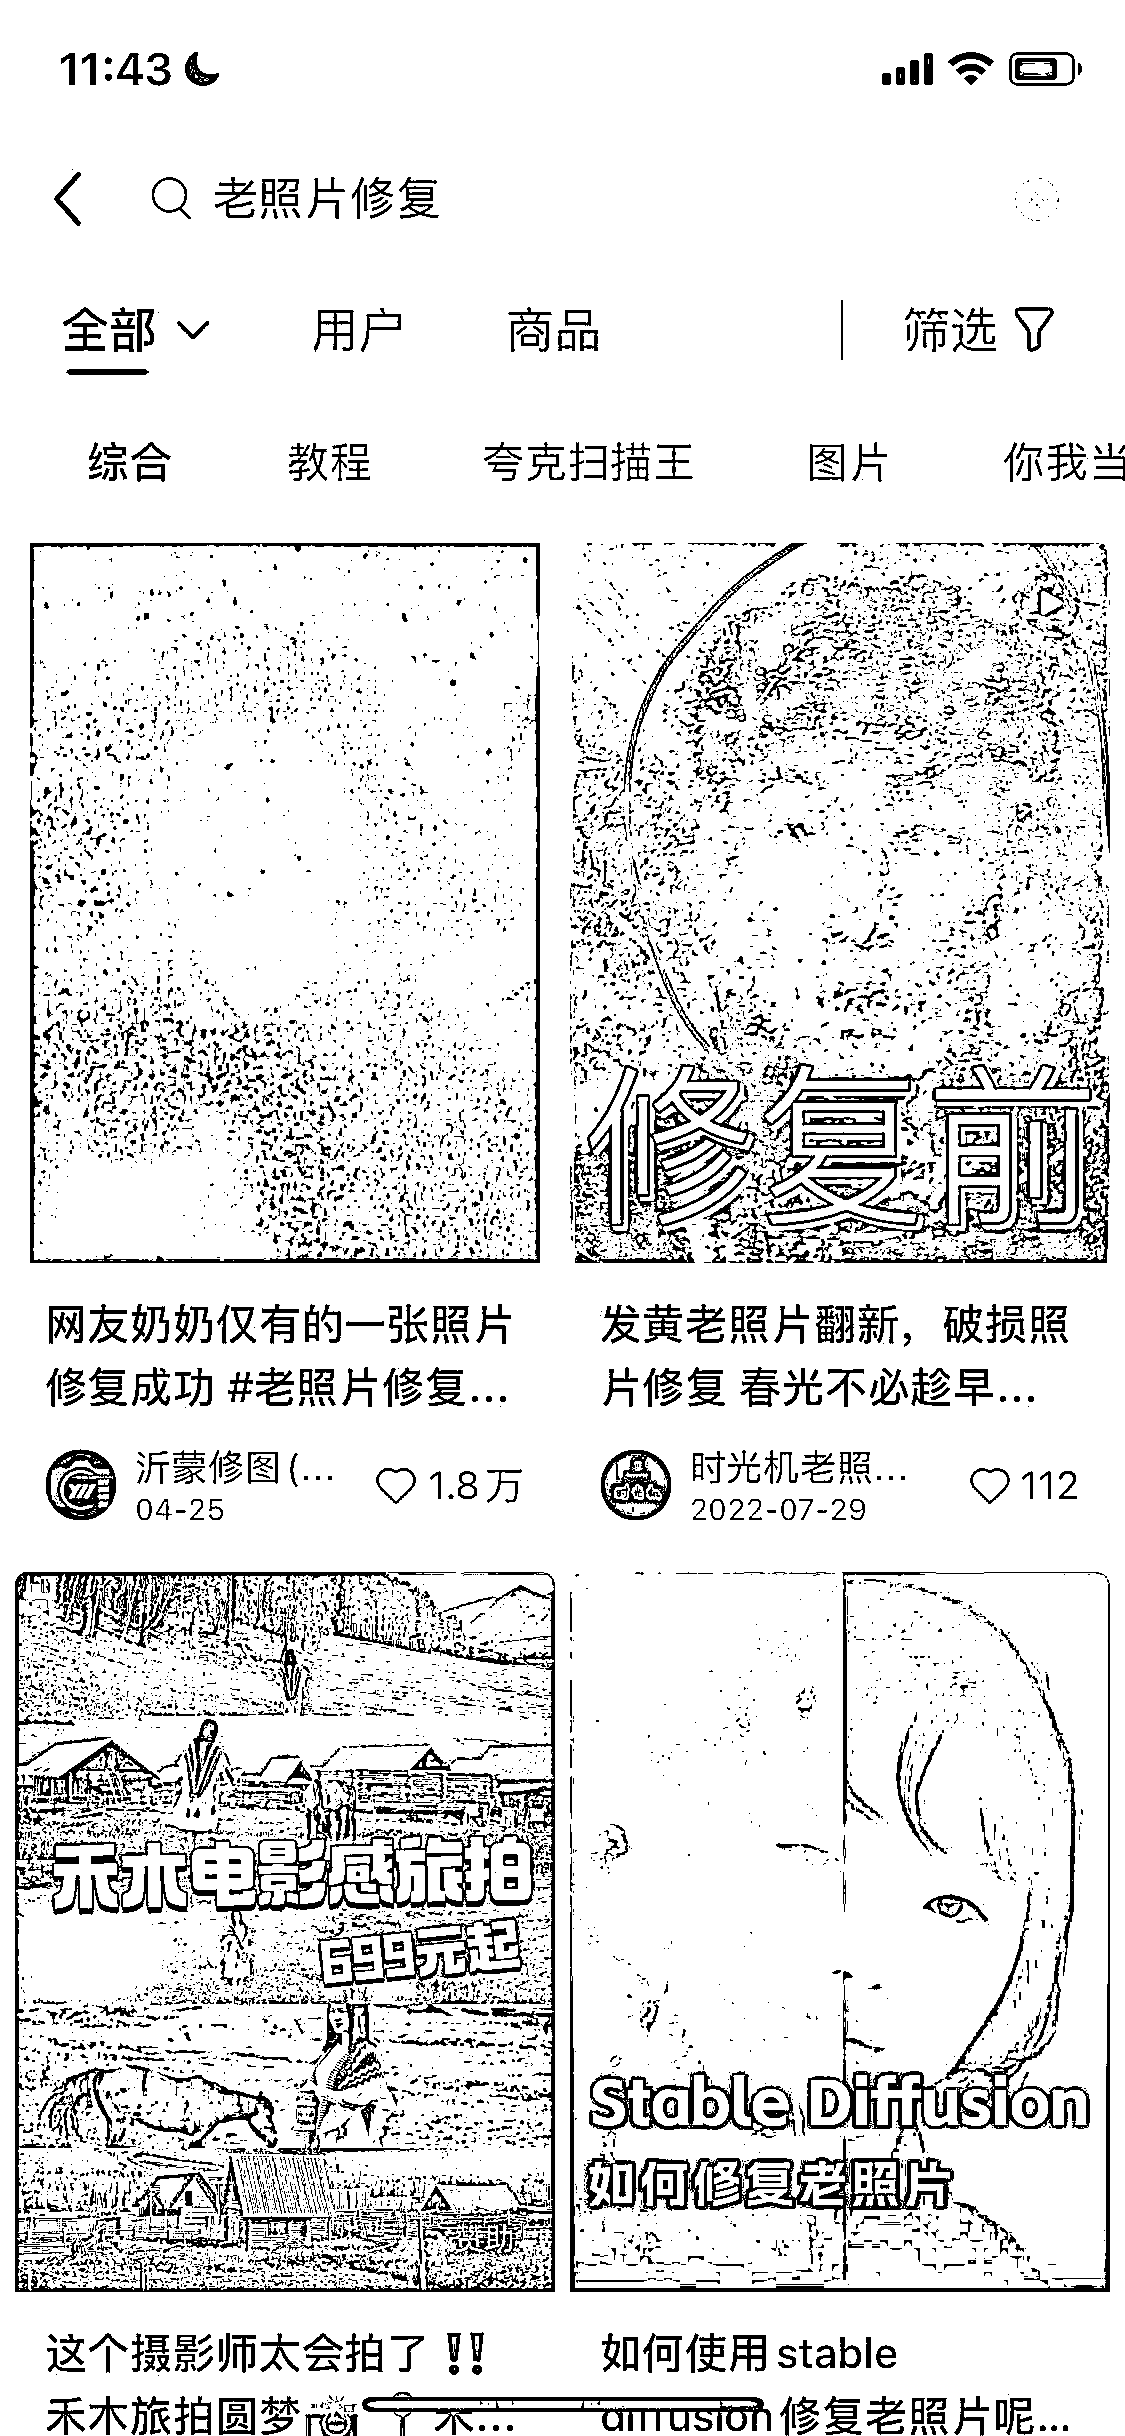 11:43
老照片修复
全部 用户 商品 筛选
综合 教程 夸克扫描王 图片 你我当
修复前
网友奶奶仅有的一张照片
修复成功 #老照片修复...
沂蒙修图(...
04-25
1.8万
发黄老照片翻新，破损照
片修复 春光不必趁早...
时光机老照...
2022-07-29
112
禾木电影感旅拍
699元起
赞助
Stable Diffusion
如何修复老照片
这个摄影师太会拍了‼️
禾木旅拍圆梦
如何使用stable
diffusion修复老照片呢...